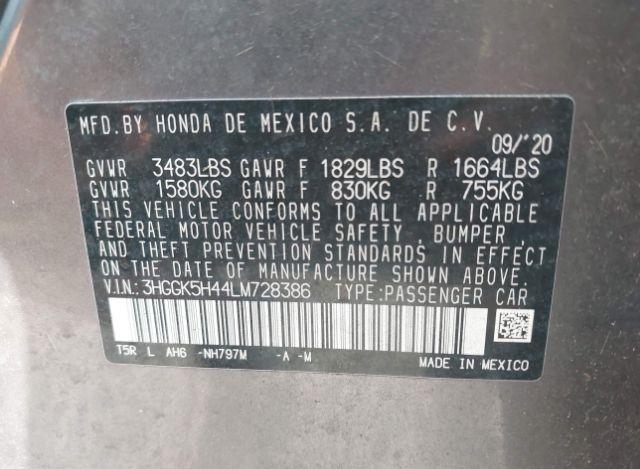 MFD.BY HONDA DE MEXICO S.A. DE C.V.
09/'20
GVWR 3483LBS GAWR F 1829LBS R 1664LBS
GVWR 1580KG GAWR F 830KG R 755KG
THIS VEHICLE CONFORMS TO ALL APPLICABLE
FEDERAL MOTOR VEHICLE SAFETY, BUMPER,
AND THEFT PREVENTION STANDARDS IN EFFECT
ON THE DATE OF MANUFACTURE SHOWN ABOVE.
V.I.N.:3HGGK5H44LM728386 TYPE:PASSENGER CAR
T5R L AH6 -NH797M -A -M
MADE IN MEXICO